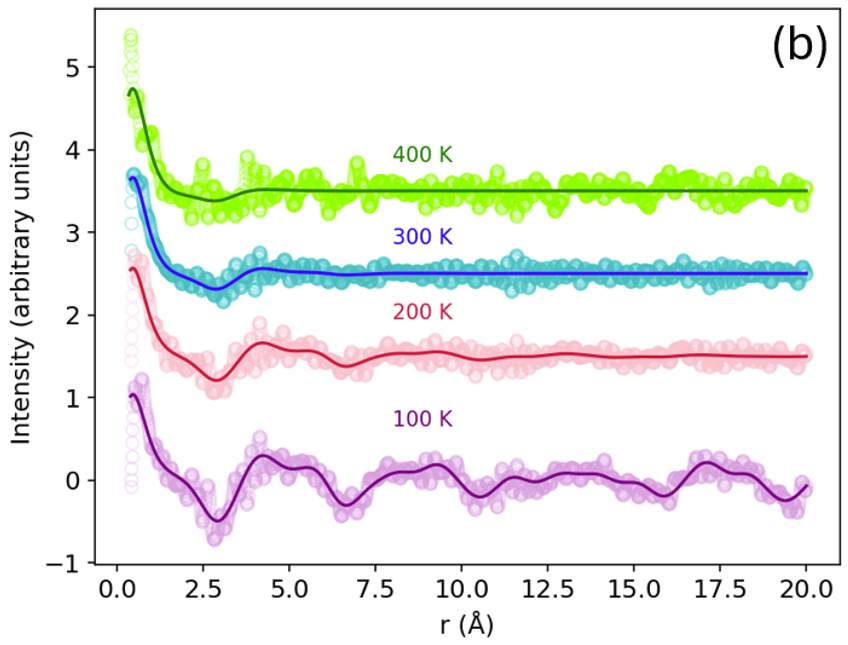 (b)
Intensity (arbitrary units)
5
4
3
2
1
0
−1
400 K
300 K
200 K
100 K
0.0 2.5 5.0 7.5 10.0 12.5 15.0 17.5 20.0
r (Å)